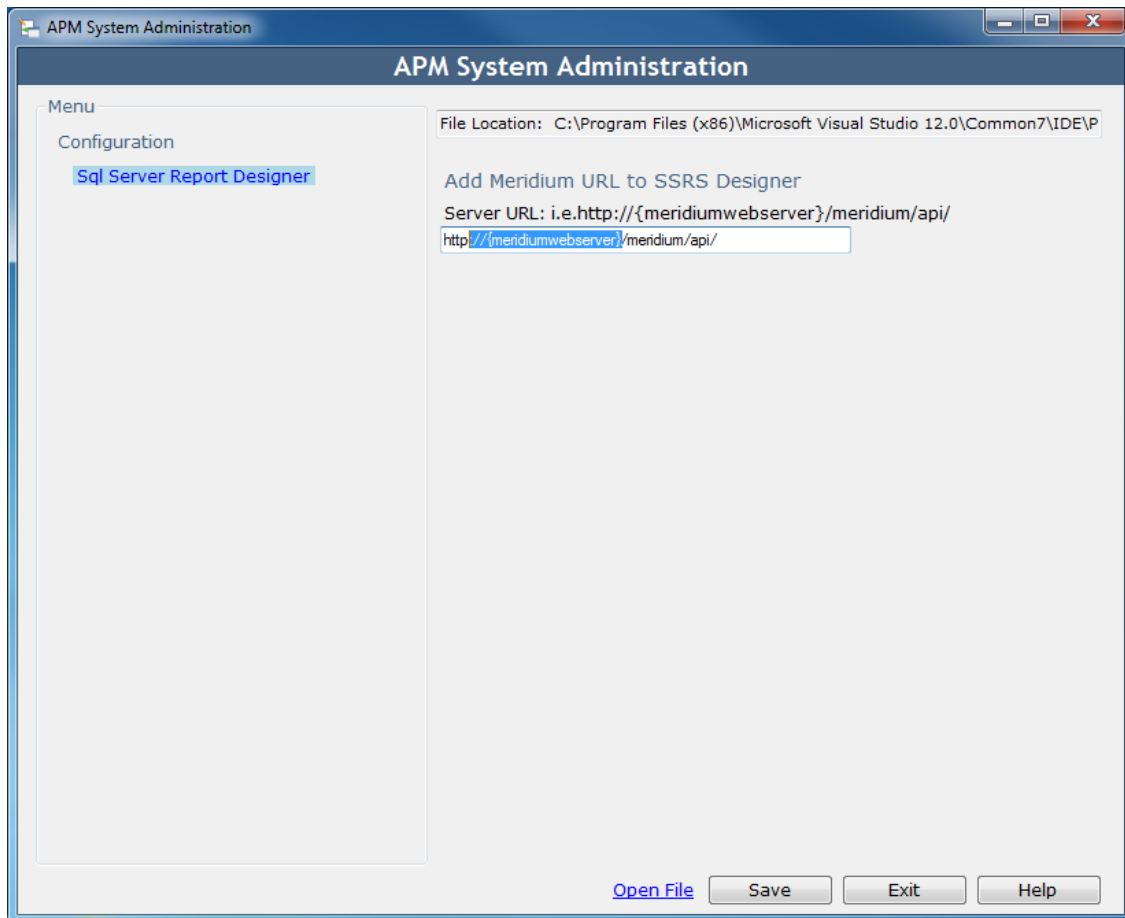 APM System Administration
APM System Administration
Menu
Configuration
Sql Server Report Designer
File Location:  C:\Program Files (x86)\Microsoft Visual Studio 12.0\Common7\IDE\P
Add Meridium URL to SSRS Designer
Server URL: i.e.http://{meridiumwebserver}/meridium/api/
http://{meridiumwebserver}/meridium/api/
Open File Save Exit Help